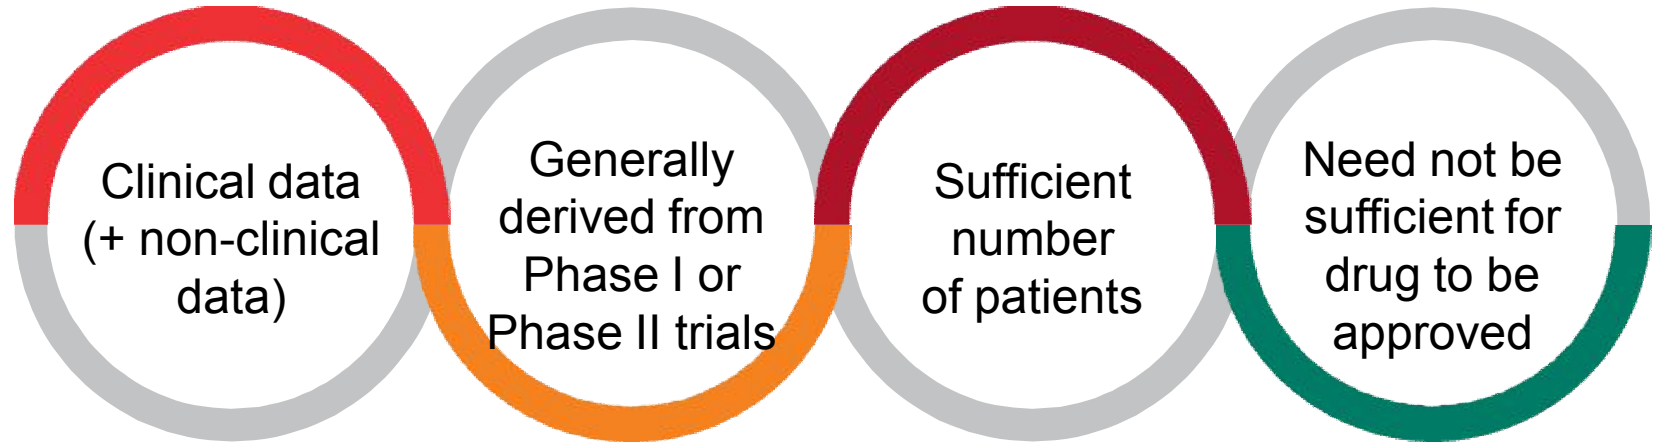 Clinical data
(+ non-clinical
data)
Generally
derived from
Phase I or
Phase II trials
Sufficient
number
of patients
Need not be
sufficient for
drug to be
approved